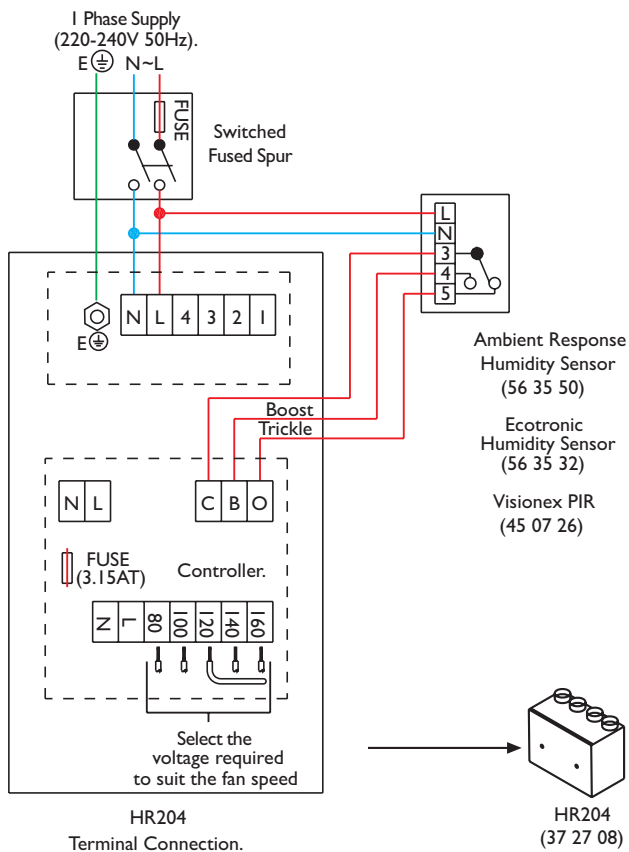 1 Phase Supply
(220-240V 50Hz).
E N~L
FUSE
Switched
Fused Spur
L
N
3
4
5
N L 4 3 2 1
E
Ambient Response
Humidity Sensor
(56 35 50)
Ecotronic
Humidity Sensor
(56 35 32)
Visionex PIR
(45 07 26)
Boost
Trickle
N L
C B O
FUSE
(3.15AT)
Controller.
N L 80 100 120 140 160
Select the
voltage required
to suit the fan speed
HR204
Terminal Connection.
HR204
(37 27 08)